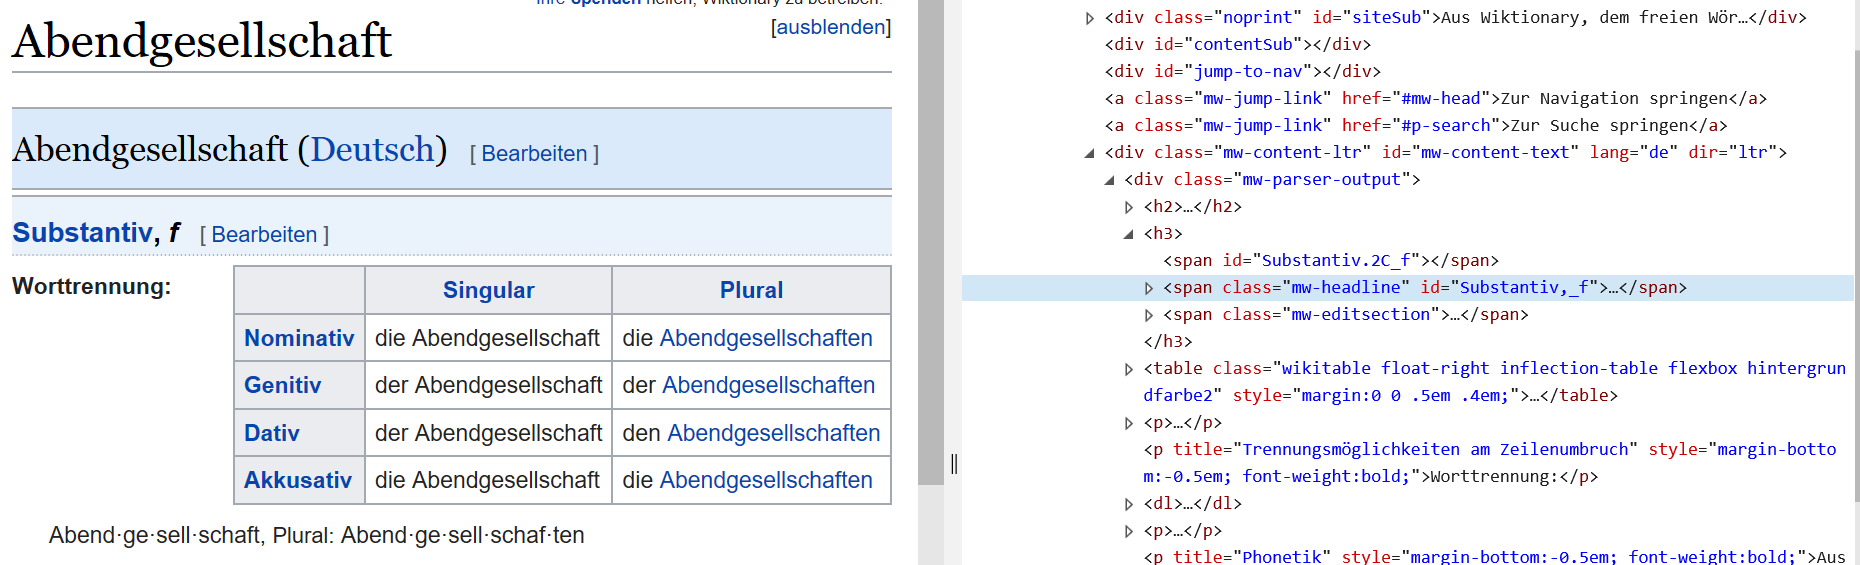 Ihre Spenden helfen, Wiktionary zu betreiben.
[ausblenden]
Abendgesellschaft
Abendgesellschaft (Deutsch) [ Bearbeiten ]
Substantiv, f [ Bearbeiten ]
Worttrennung:
Singular Plural
Nominativ die Abendgesellschaft die Abendgesellschaften
Genitiv der Abendgesellschaft der Abendgesellschaften
Dativ der Abendgesellschaft den Abendgesellschaften
Akkusativ die Abendgesellschaft die Abendgesellschaften
Abend·ge·sell·schaft, Plural: Abend·ge·sell·schaf·ten
<div class="noprint" id="siteSub">Aus Wiktionary, dem freien Wör…</div>
<div id="contentSub"></div>
<div id="jump-to-nav"></div>
<a class="mw-jump-link" href="#mw-head">Zur Navigation springen</a>
<a class="mw-jump-link" href="#p-search">Zur Suche springen</a>
<div class="mw-content-ltr" id="mw-content-text" lang="de" dir="ltr">
<div class="mw-parser-output">
<h2>…</h2>
<h3>
<span id="Substantiv.2C_f"></span>
<span class="mw-headline" id="Substantiv,_f">…</span>
<span class="mw-editsection">…</span>
</h3>
<table class="wikitable float-right inflection-table flexbox hintergrun
dfarbe2" style="margin:0 0 .5em .4em;">…</table>
<p>…</p>
<p title="Trennungsmöglichkeiten am Zeilenumbruch" style="margin-botto
m:-0.5em; font-weight:bold;">Worttrennung:</p>
<dl>…</dl>
<p>…</p>
<p title="Phonetik" style="margin-bottom:-0.5em; font-weight:bold;">Aus